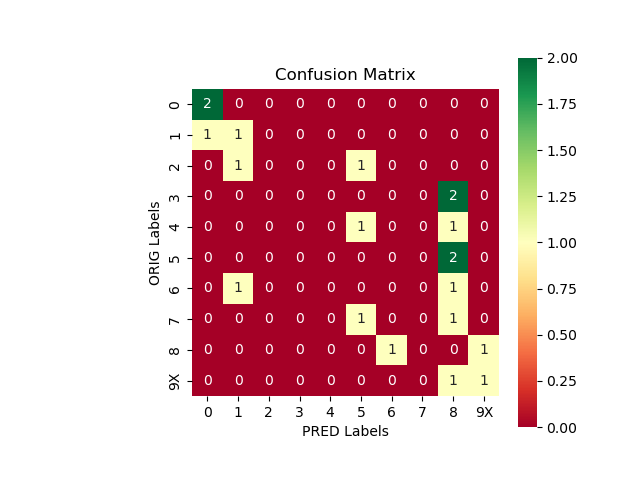 Confusion Matrix
ORIG Labels
0 2 0 0 0 0 0 0 0 0 0
1 1 1 0 0 0 0 0 0 0 0
2 0 1 0 0 0 1 0 0 0 0
3 0 0 0 0 0 0 0 0 2 0
4 0 0 0 0 0 1 0 0 1 0
5 0 0 0 0 0 0 0 0 2 0
6 0 1 0 0 0 0 0 0 1 0
7 0 0 0 0 0 1 0 0 1 0
8 0 0 0 0 0 0 1 0 0 1
9X 0 0 0 0 0 0 0 0 1 1
0 1 2 3 4 5 6 7 8 9X
PRED Labels
2.00
1.75
1.50
1.25
1.00
0.75
0.50
0.25
0.00